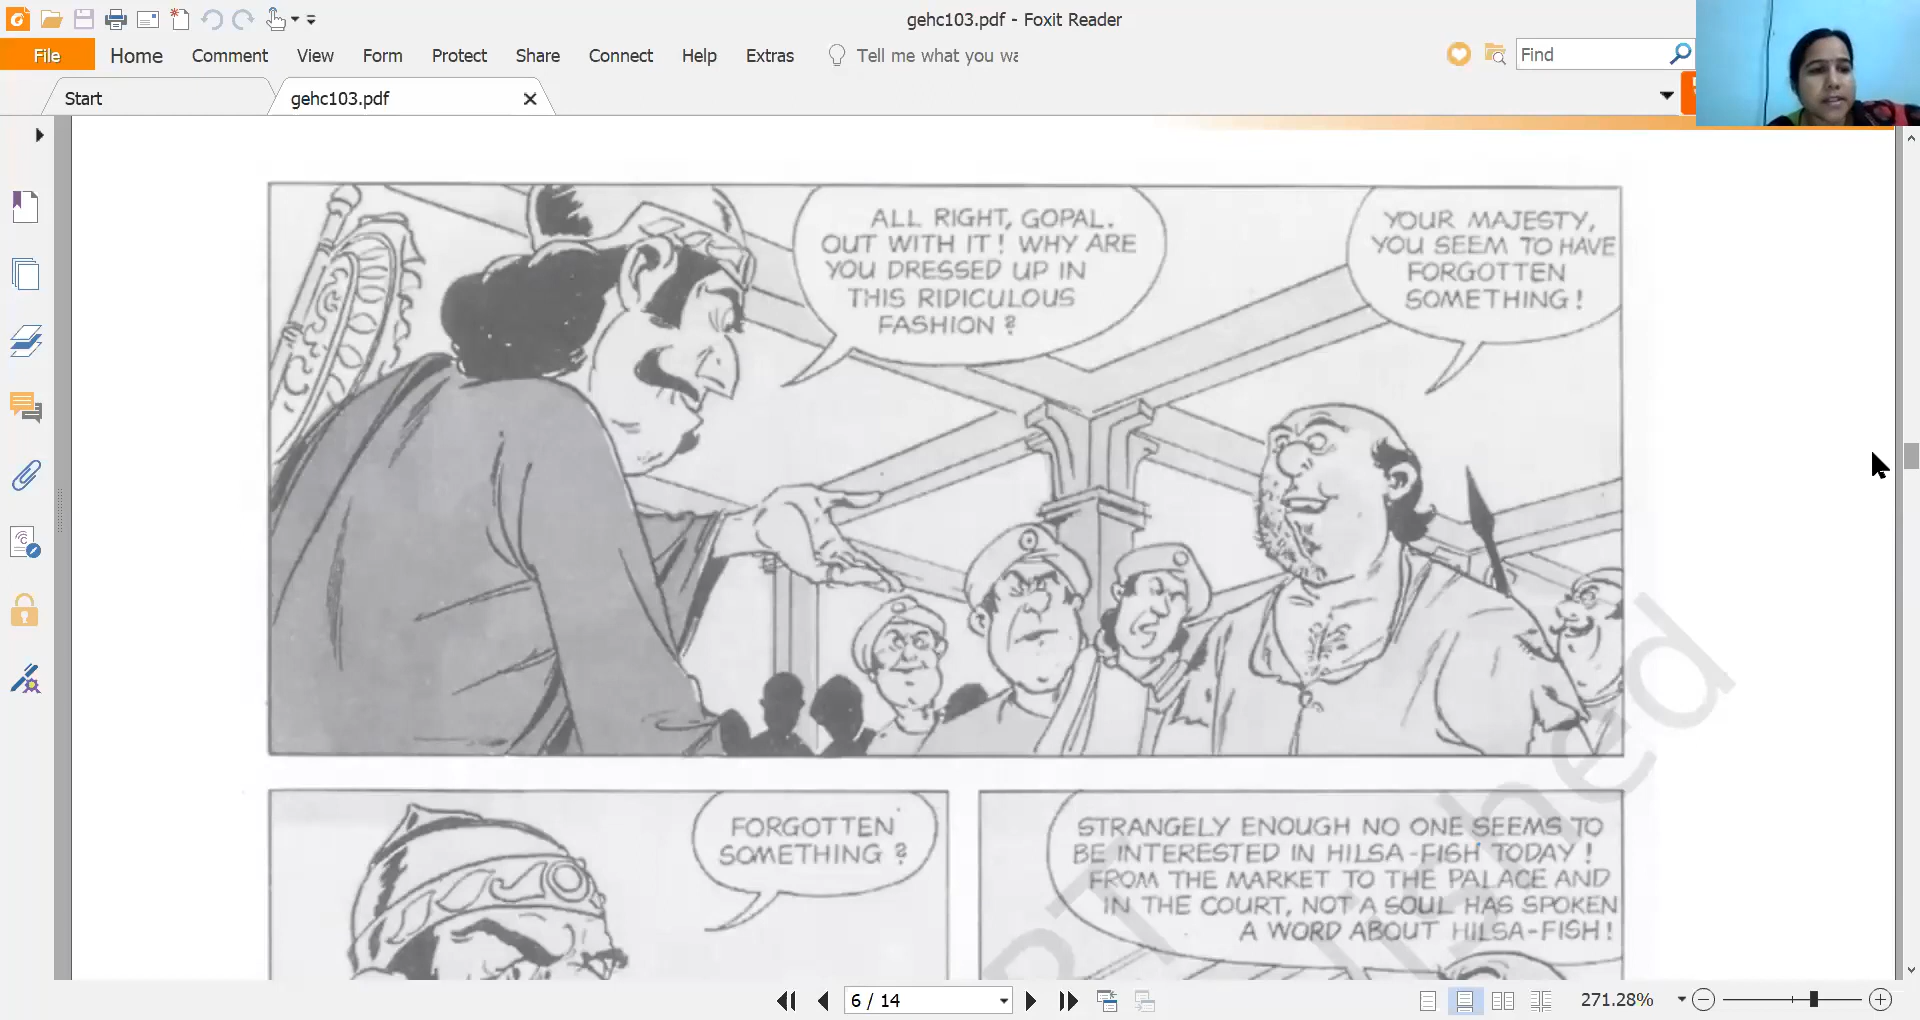 gehc103.pdf - Foxit Reader
File Home Comment View Form Protect Share Connect Help Extras Tell me what you wa Find
Start gehc103.pdf
ALL RIGHT, GOPAL.
OUT WITH IT! WHY ARE
YOU DRESSED UP IN
THIS RIDICULOUS
FASHION?
YOUR MAJESTY,
YOU SEEM TO HAVE
FORGOTTEN
SOMETHING!
FORGOTTEN
SOMETHING?
STRANGELY ENOUGH NO ONE SEEMS TO
BE INTERESTED IN HILSA-FISH TODAY!
FROM THE MARKET TO THE PALACE AND
IN THE COURT, NOT A SOUL HAS SPOKEN
A WORD ABOUT HILSA-FISH!
6 / 14 271.28%